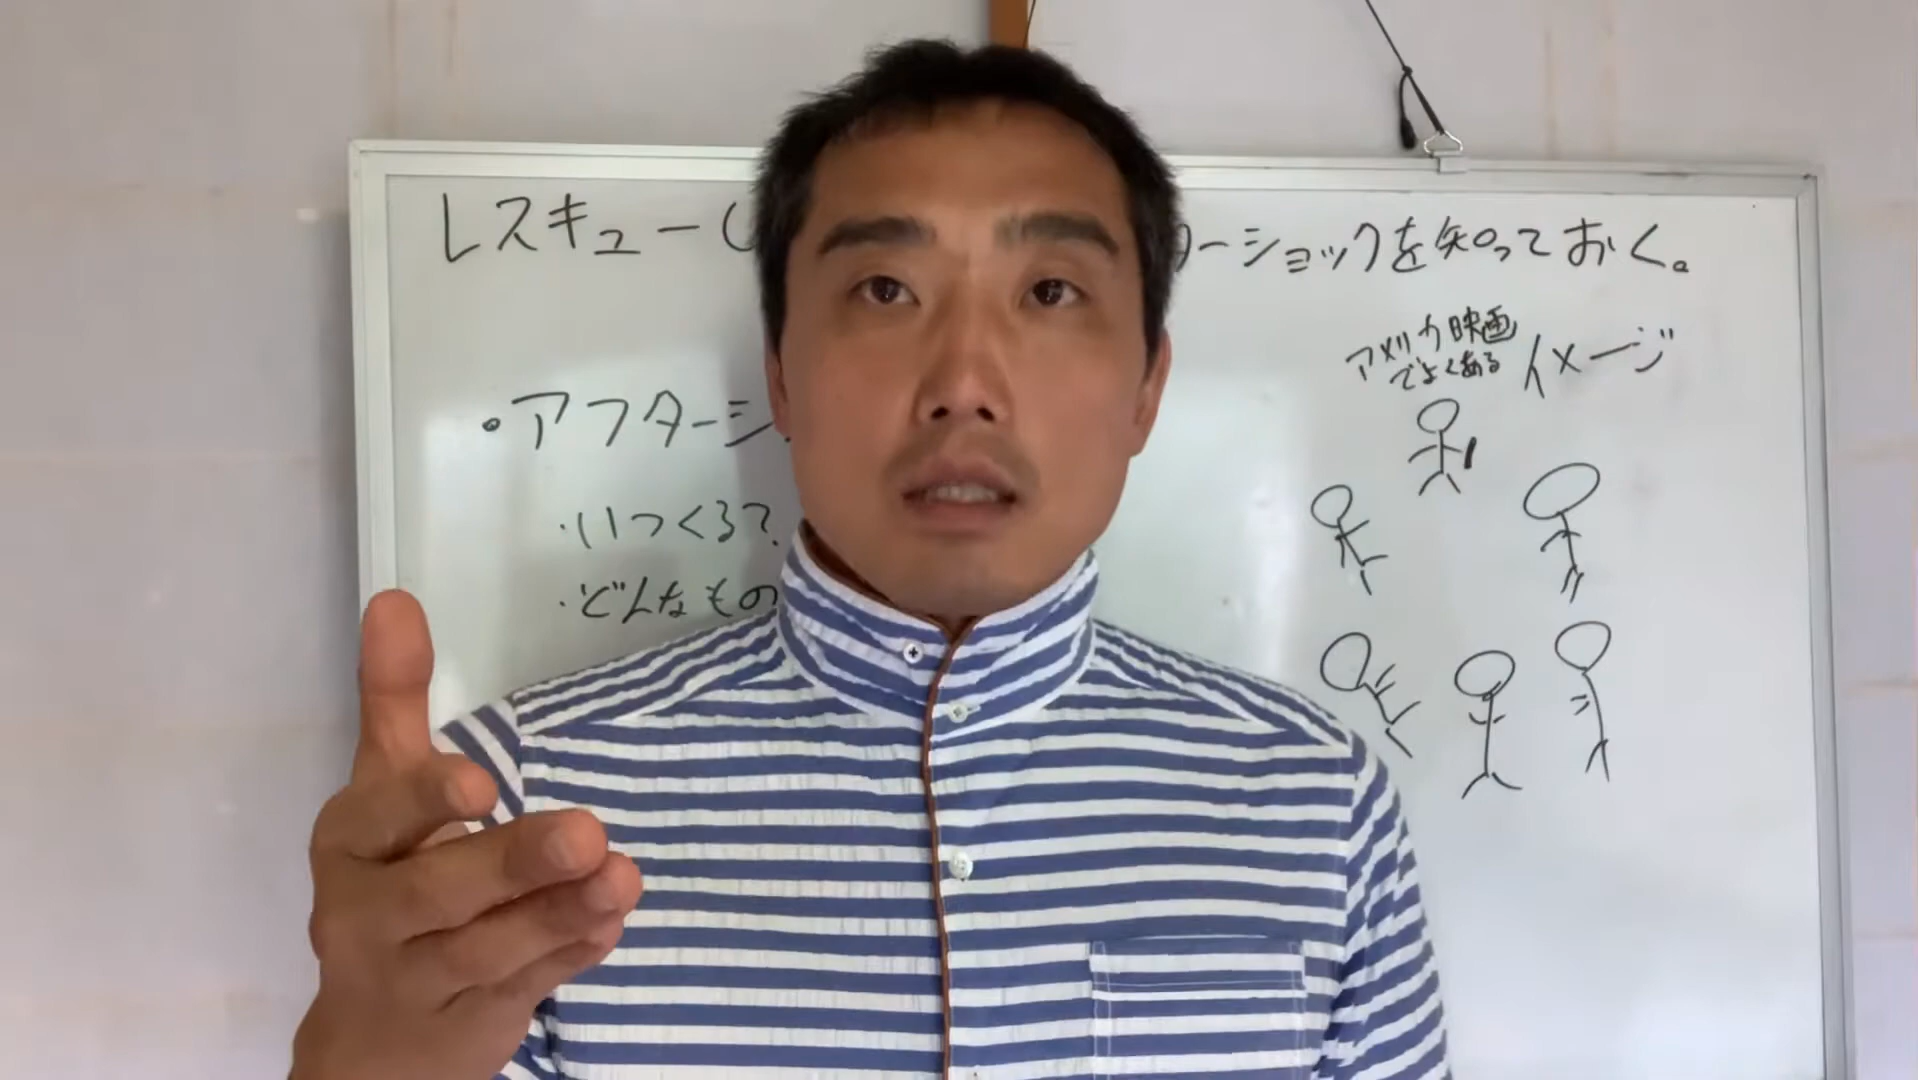 レスキューし ーショックを知っておく。
アメリカ映画
でよくある イメージ
・アフターシ
・いつくる?
・どんなもの